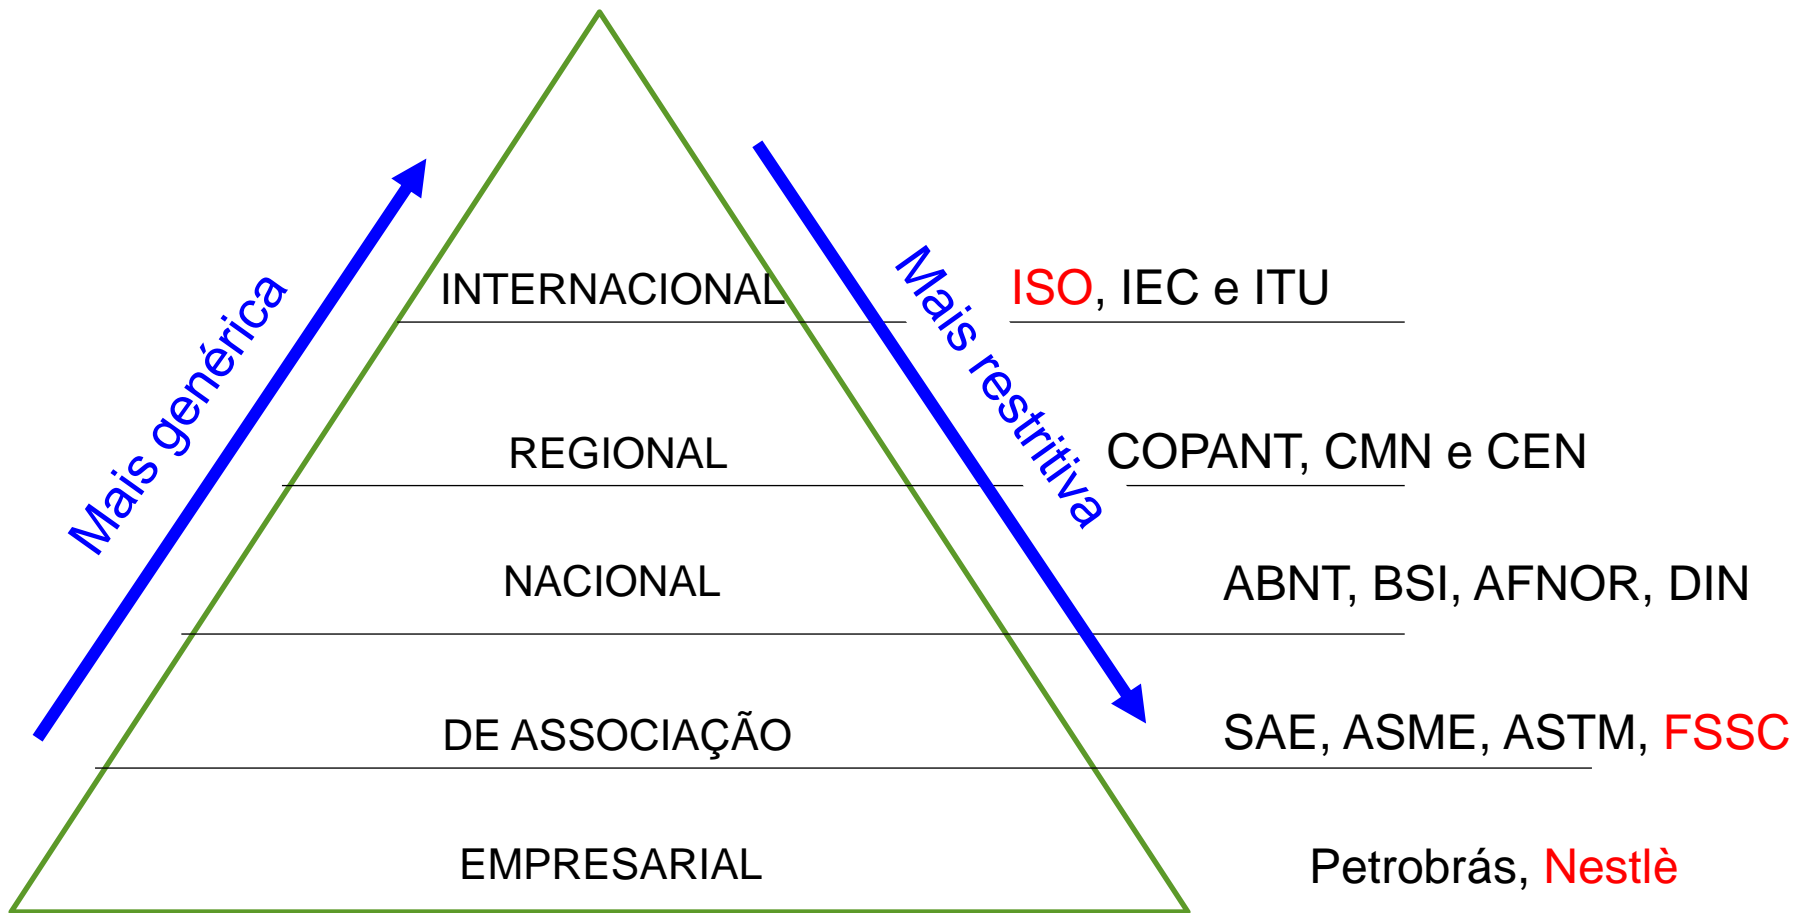 Mais genérica
Mais restritiva
INTERNACIONAL
ISO, IEC e ITU
REGIONAL
COPANT, CMN e CEN
NACIONAL
ABNT, BSI, AFNOR, DIN
DE ASSOCIAÇÃO
SAE, ASME, ASTM, FSSC
EMPRESARIAL
Petrobrás, Nestlè